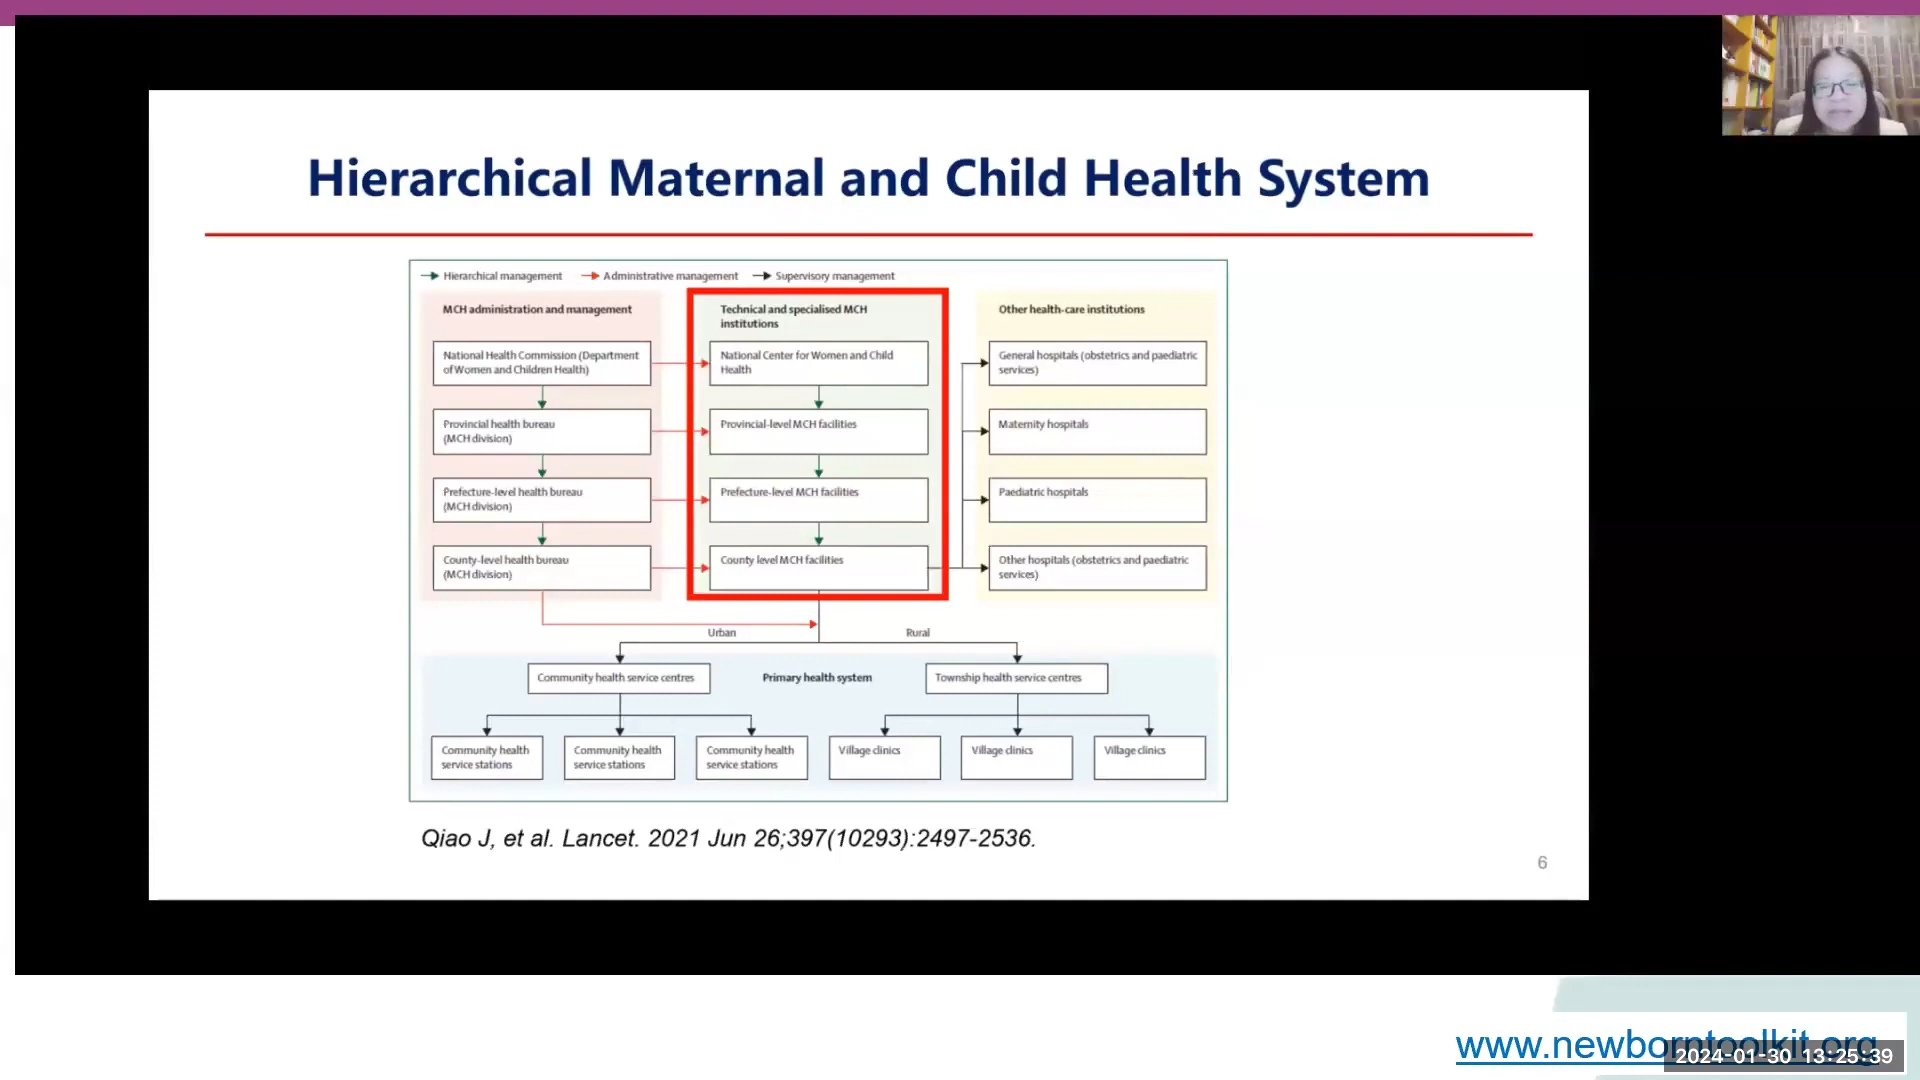 Hierarchical Maternal and Child Health System
Hierarchical management
Administrative management
Supervisory management
MCH administration and management
National Health Commission (Department
of Women and Children Health)
Provincial health bureau
(MCH division)
Prefecture-level health bureau
(MCH division)
County-level health bureau
(MCH division)
Technical and specialised MCH
institutions
National Center for Women and Child
Health
Provincial-level MCH facilities
Prefecture-level MCH facilities
County level MCH facilities
Other health-care institutions
General hospitals (obstetrics and paediatric
services)
Maternity hospitals
Paediatric hospitals
Other hospitals (obstetrics and paediatric
services)
Urban
Rural
Community health service centres
Primary health system
Township health service centres
Community health
service stations
Community health
service stations
Community health
service stations
Village clinics
Village clinics
Village clinics
Qiao J, et al. Lancet. 2021 Jun 26;397(10293):2497-2536.
6
www.newborntoolkit.org
2024-01-30 13:25:39